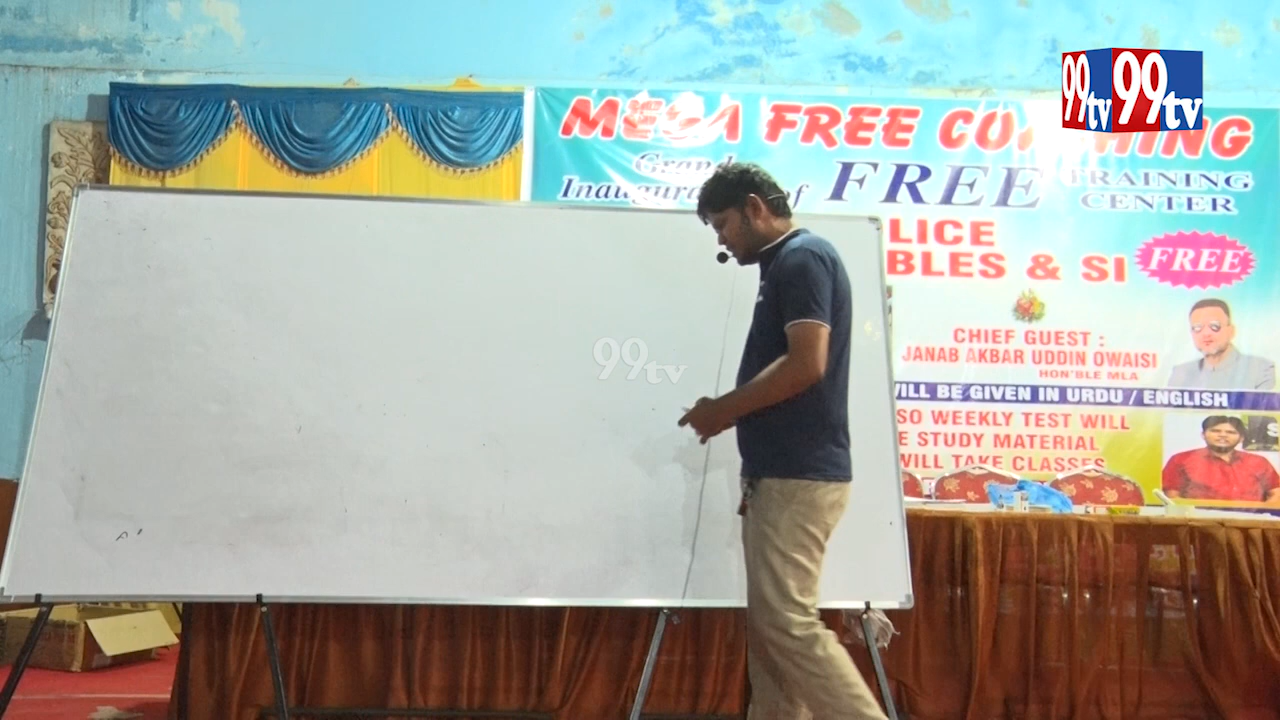 99tv 99tv
MEGA FREE COACHING
Grand
FREE TRAINING
Inaugura of CENTER
LICE
BLES & SI FREE
CHIEF GUEST :
JANAB AKBAR UDDIN OWAISI
HON'BLE MLA
WILL BE GIVEN IN URDU / ENGLISH
SO WEEKLY TEST WILL
E STUDY MATERIAL
WILL TAKE CLASSES
99tv